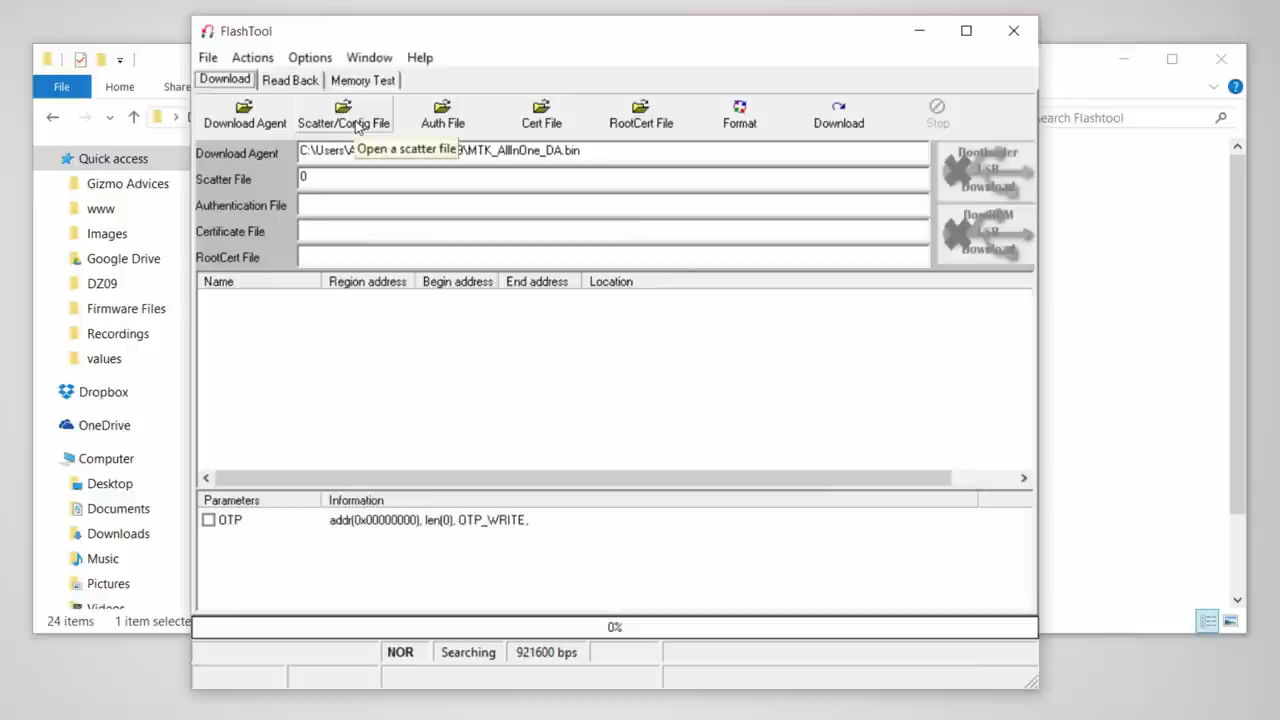 FlashTool
File Actions Options Window Help
Download Read Back Memory Test
Download Agent Scatter/Config File Auth File Cert File RootCert File Format Download Stop
Download Agent C:\Users\A \MTK_AllInOne_DA.bin
Open a scatter file
Scatter File 0
Authentication File
Certificate File
RootCert File
USB
Download
USB
Download
Name Region address Begin address End address Location
Parameters Information
OTP addr(0x00000000), len(0), OTP_WRITE,
0%
NOR Searching 921600 bps
File Home Share
Search Flashtool
Quick access
Gizmo Advices
www
Images
Google Drive
DZ09
Firmware Files
Recordings
values
Dropbox
OneDrive
Computer
Desktop
Documents
Downloads
Music
Pictures
Videos
24 items 1 item selecte